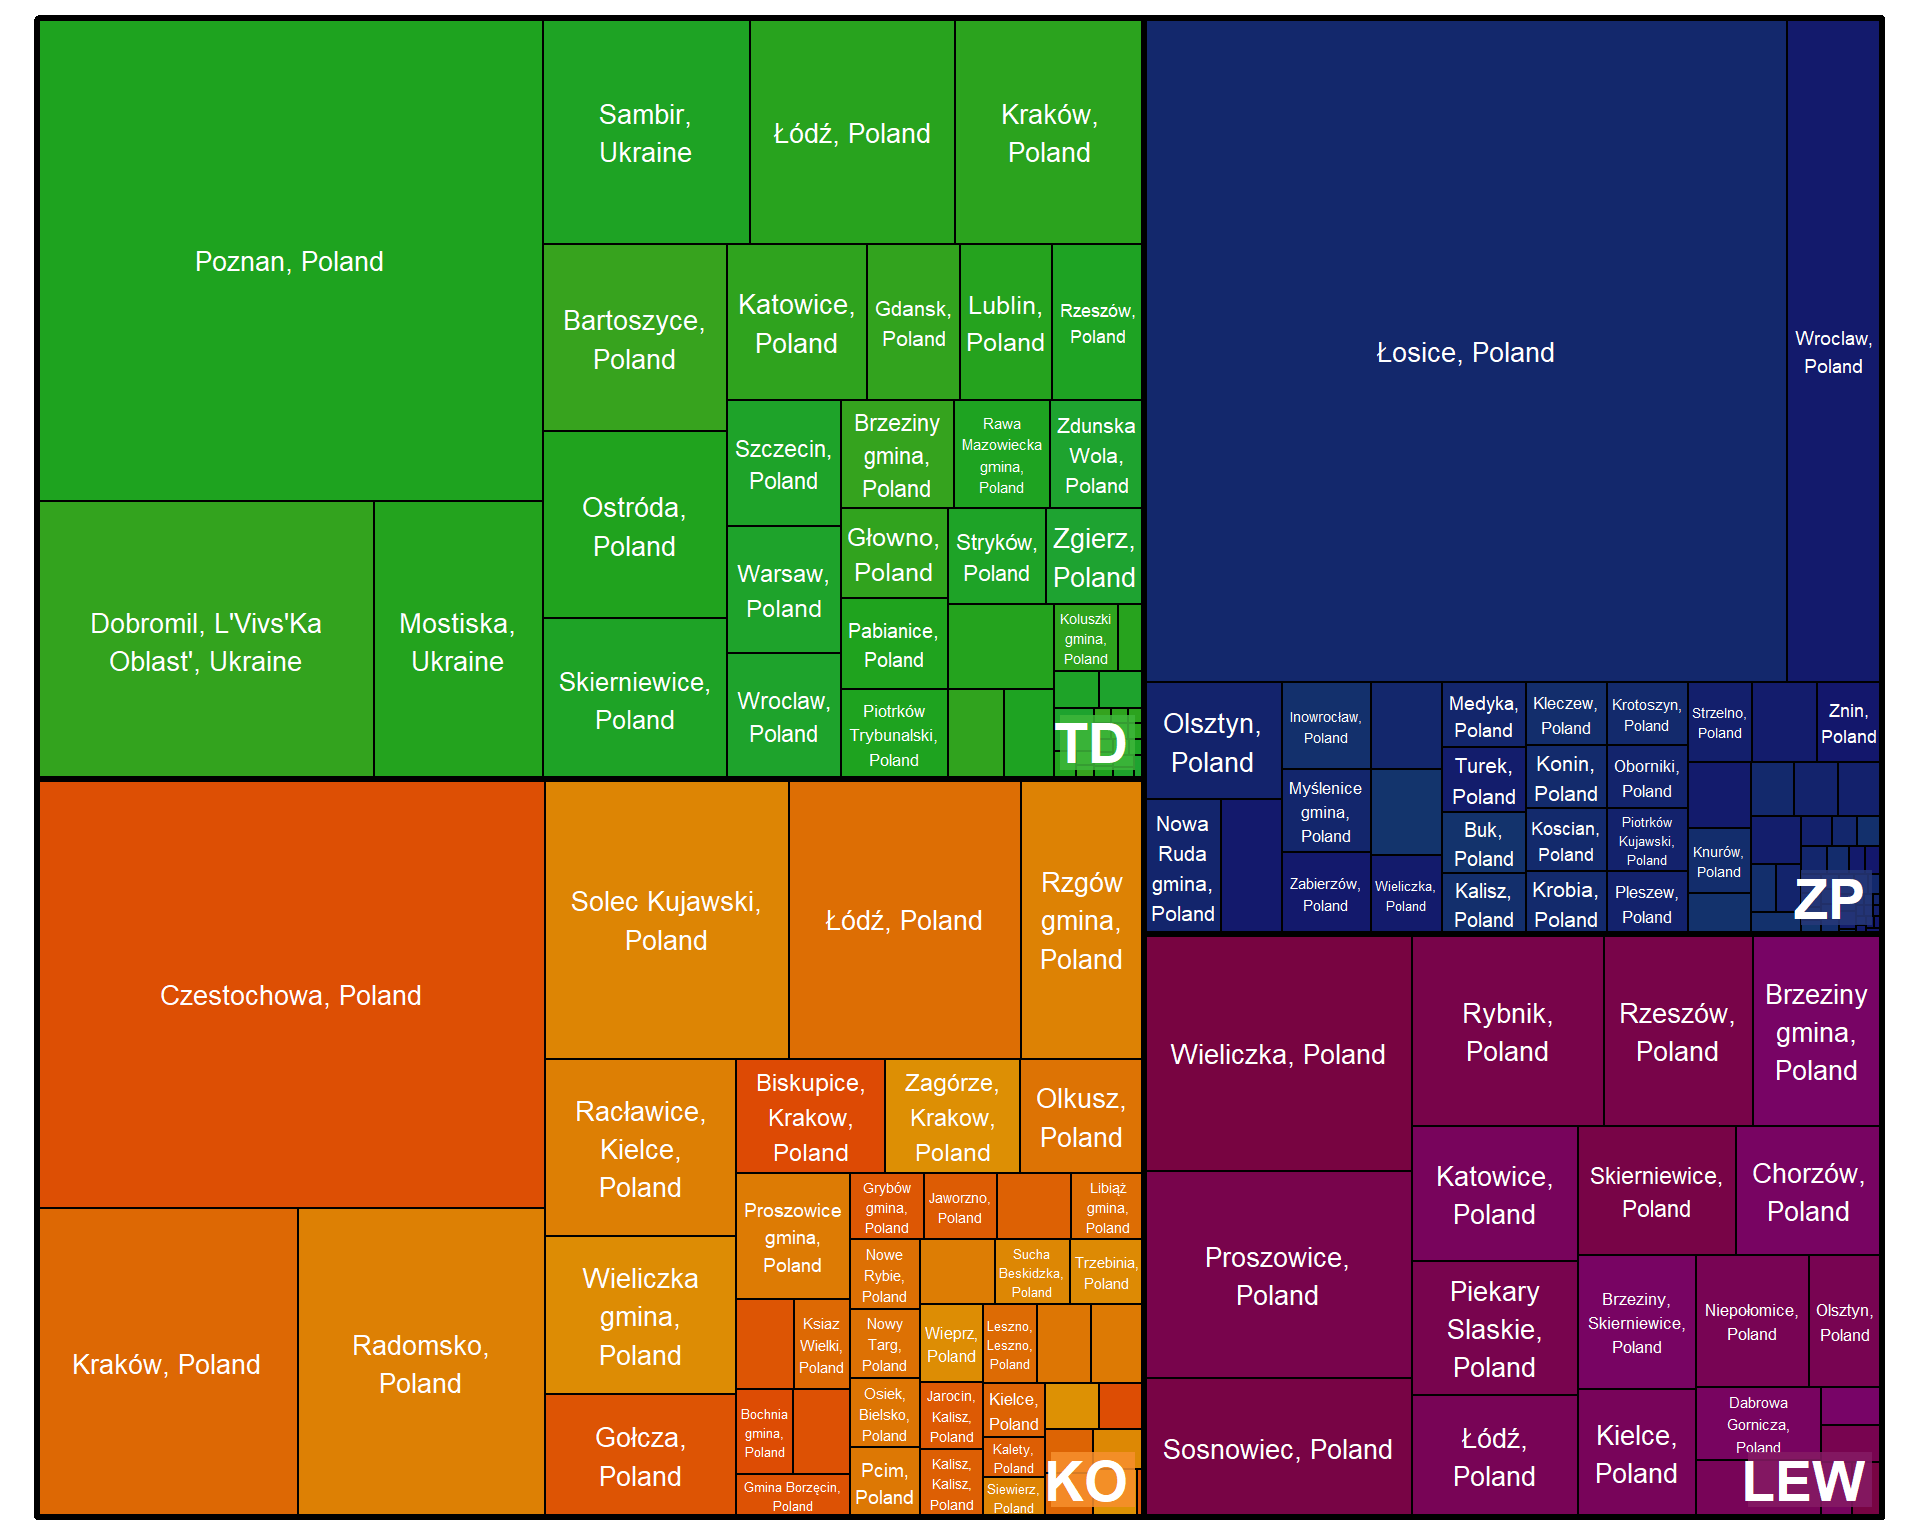 Poznan, Poland
Sambir,
Ukraine
Łódź, Poland
Kraków,
Poland
Bartoszyce,
Poland
Katowice,
Poland
Gdansk,
Poland
Lublin,
Poland
Rzeszów,
Poland
Szczecin,
Poland
Brzeziny
gmina,
Poland
Rawa
Mazowiecka
gmina,
Poland
Zdunska
Wola,
Poland
Ostróda,
Poland
Warsaw,
Poland
Głowno,
Poland
Stryków,
Poland
Zgierz,
Poland
Dobromil, L'Vivs'Ka
Oblast', Ukraine
Mostiska,
Ukraine
Skierniewice,
Poland
Wroclaw,
Poland
Pabianice,
Poland
Koluszki
gmina,
Poland
Piotrków
Trybunalski,
Poland
TD
Łosice, Poland
Wroclaw,
Poland
Olsztyn,
Poland
Inowrocław,
Poland
Medyka,
Poland
Kleczew,
Poland
Krotoszyn,
Poland
Strzelno,
Poland
Znin,
Poland
Myślenice
gmina,
Poland
Turek,
Poland
Konin,
Poland
Oborniki,
Poland
Nowa
Ruda
gmina,
Poland
Buk,
Poland
Koscian,
Poland
Piotrków
Kujawski,
Poland
Knurów,
Poland
Zabierzów,
Poland
Wieliczka,
Poland
Kalisz,
Poland
Krobia,
Poland
Pleszew,
Poland
ZP
Czestochowa, Poland
Solec Kujawski,
Poland
Łódź, Poland
Rzgów
gmina,
Poland
Racławice,
Kielce,
Poland
Biskupice,
Krakow,
Poland
Zagórze,
Krakow,
Poland
Olkusz,
Poland
Proszowice
gmina,
Poland
Grybów
gmina,
Poland
Jaworzno,
Poland
Libiąż
gmina,
Poland
Nowe
Rybie,
Poland
Sucha
Beskidzka,
Poland
Trzebinia,
Poland
Kraków, Poland
Radomsko,
Poland
Wieliczka
gmina,
Poland
Ksiaz
Wielki,
Poland
Nowy
Targ,
Poland
Wieprz,
Poland
Leszno,
Leszno,
Poland
Gołcza,
Poland
Bochnia
gmina,
Poland
Osiek,
Bielsko,
Poland
Jarocin,
Kalisz,
Poland
Kielce,
Poland
Gmina Borzęcin,
Poland
Pcim,
Poland
Kalisz,
Kalisz,
Poland
Kalety,
Poland
Siewierz,
Poland
KO
Wieliczka, Poland
Rybnik,
Poland
Rzeszów,
Poland
Brzeziny
gmina,
Poland
Proszowice,
Poland
Katowice,
Poland
Skierniewice,
Poland
Chorzów,
Poland
Piekary
Slaskie,
Poland
Brzeziny,
Skierniewice,
Poland
Niepołomice,
Poland
Olsztyn,
Poland
Sosnowiec, Poland
Łódź,
Poland
Kielce,
Poland
Dabrowa
Gornicza,
Poland
LEW